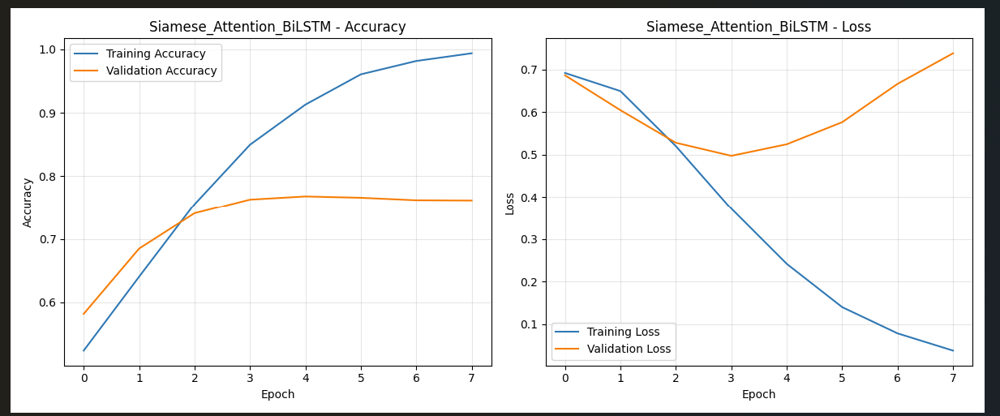 Siamese_Attention_BiLSTM - Accuracy
Training Accuracy
Validation Accuracy
1.0
0.9
0.8
0.7
0.6
Accuracy
0 1 2 3 4 5 6 7
Epoch
Siamese_Attention_BiLSTM - Loss
0.7
0.6
0.5
0.4
0.3
0.2
0.1
Loss
Training Loss
Validation Loss
0 1 2 3 4 5 6 7
Epoch